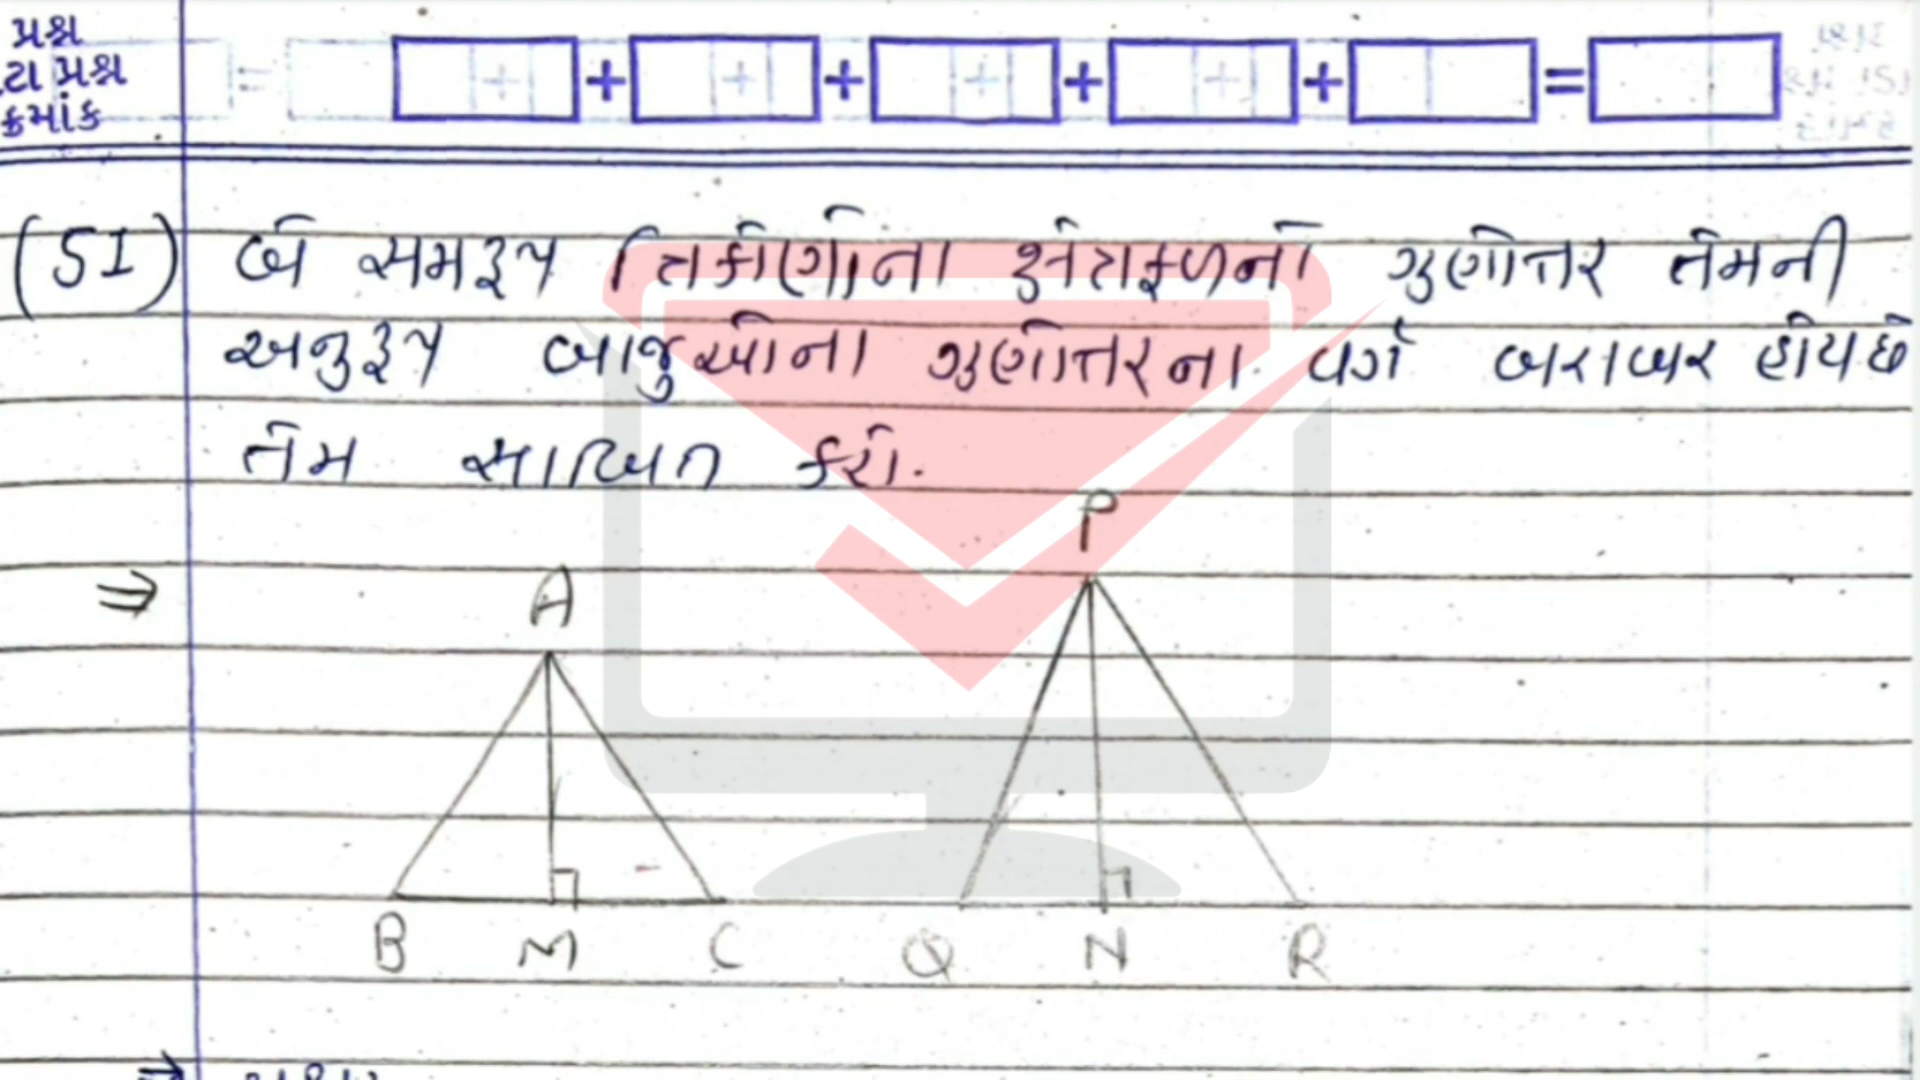 પ્રશ્ન
ટા પ્રશ્ન
ક્રમાંક
+ + + + =
(51) બે સમરૂપ ત્રિકોણોના ક્ષેત્રફળનો ગુણોત્તર તેમની
અનુરૂપ બાજુઓના ગુણોત્તરના વર્ગ બરાબર હોય છે
તેમ સાબિત કરો.
P
⇒ A
B M C Q N R
⇒